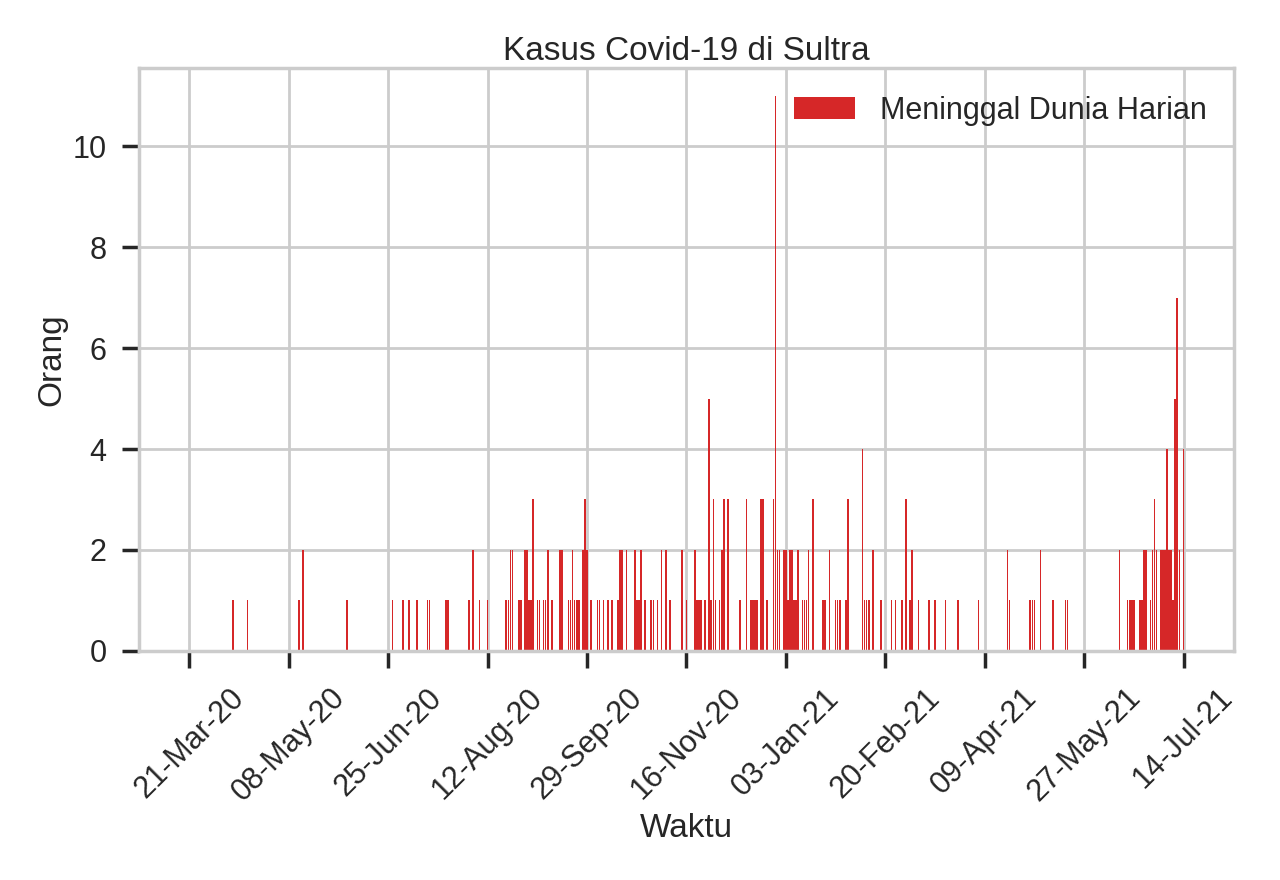 Kasus Covid-19 di Sultra
Meninggal Dunia Harian
10
8
6
4
2
0
Orang
21-Mar-20
08-May-20
25-Jun-20
12-Aug-20
29-Sep-20
16-Nov-20
03-Jan-21
20-Feb-21
09-Apr-21
27-May-21
14-Jul-21
Waktu